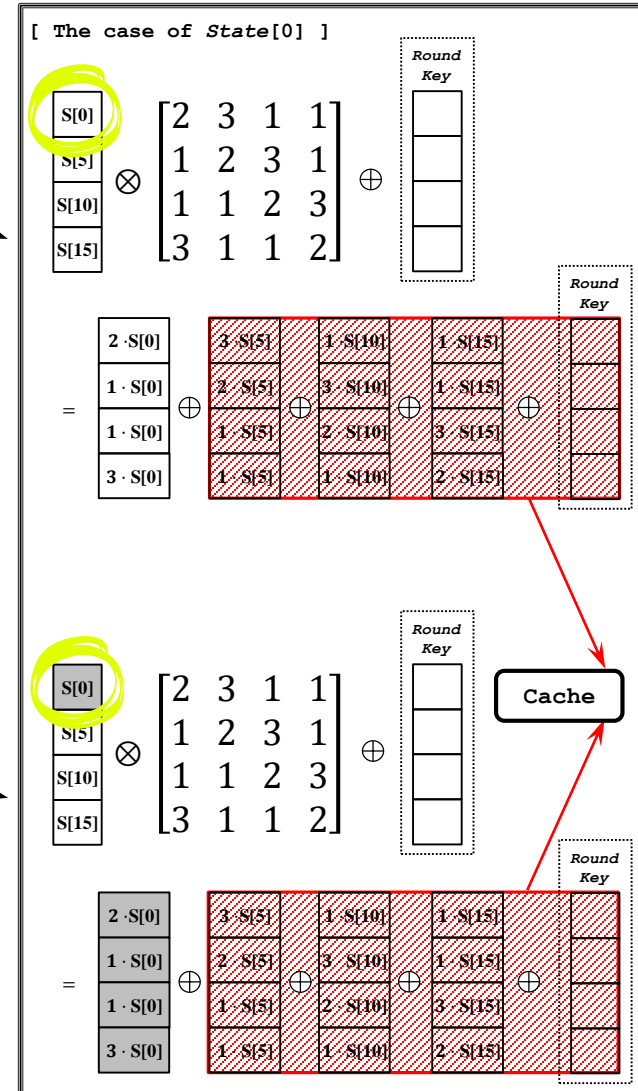 [ The case of State[0] ]
Round
Key
S[0]
S[5]
S[10]
S[15]
⊗
2 3 1 1
1 2 3 1
1 1 2 3
3 1 1 2
⊕
Round
Key
2 ·S[0] 3 ·S[5] 1 ·S[10] 1 ·S[15]
1 · S[0] 2 · S[5] 3 · S[10] 1 · S[15]
= ⊕ ⊕ ⊕ ⊕
1 · S[0] 1 · S[5] 2 · S[10] 3 · S[15]
3 · S[0] 1 · S[5] 1 · S[10] 2 · S[15]
Round
Key
Cache
S[0]
S[5]
S[10]
S[15]
⊗
2 3 1 1
1 2 3 1
1 1 2 3
3 1 1 2
⊕
Round
Key
2 ·S[0] 3 ·S[5] 1 ·S[10] 1 ·S[15]
1 · S[0] 2 · S[5] 3 · S[10] 1 · S[15]
= ⊕ ⊕ ⊕ ⊕
1 · S[0] 1 · S[5] 2 · S[10] 3 · S[15]
3 · S[0] 1 · S[5] 1 · S[10] 2 · S[15]